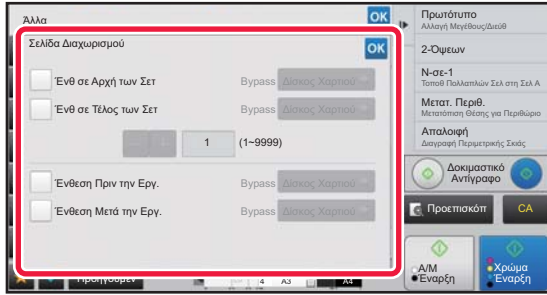 Άλλα
OK
Σελίδα Διαχωρισμού
OK
Ένθ σε Αρχή των Σετ
Bypass
Δίσκος Χαρτιού
Ένθ σε Τέλος των Σετ
Bypass
Δίσκος Χαρτιού
1
(1~9999)
Ένθεση Πριν την Εργ.
Bypass
Δίσκος Χαρτιού
Ένθεση Μετά την Εργ.
Bypass
Δίσκος Χαρτιού
4
A3
A4
Πρωτότυπο
Αλλαγή Μεγέθους/Διεύθ
2-Όψεων
N-σε-1
Τοποθ Πολλαπλών Σελ στη Σελ Α
Μετατ. Περιθ.
Μετατόπιση Θέσης για Περιθώριο
Απαλοιφή
Διαγραφή Περιμετρικής Σκιάς
Δοκιμαστικό
Αντίγραφο
Προεπισκόπ
CA
Α/Μ
Έναρξη
Χρώμα
Έναρξη